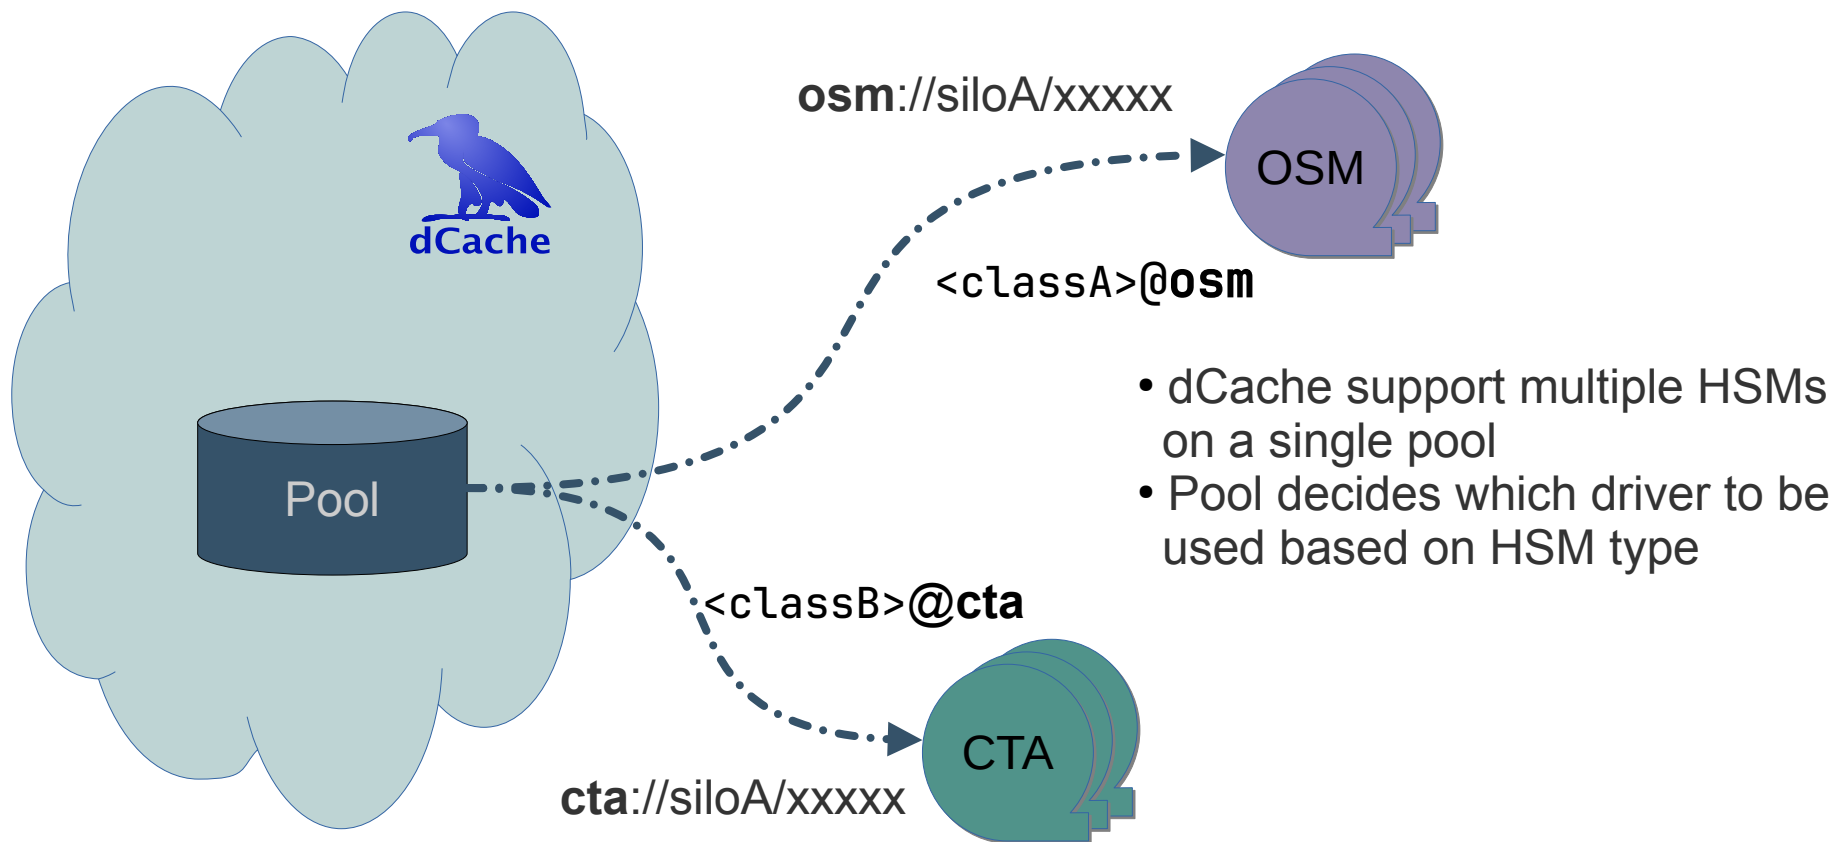 osm://siloA/xxxxx
OSM
dCache
<classA>@osm
• dCache support multiple HSMs
on a single pool
• Pool decides which driver to be
used based on HSM type
Pool
<classB>@cta
CTA
cta://siloA/xxxxx